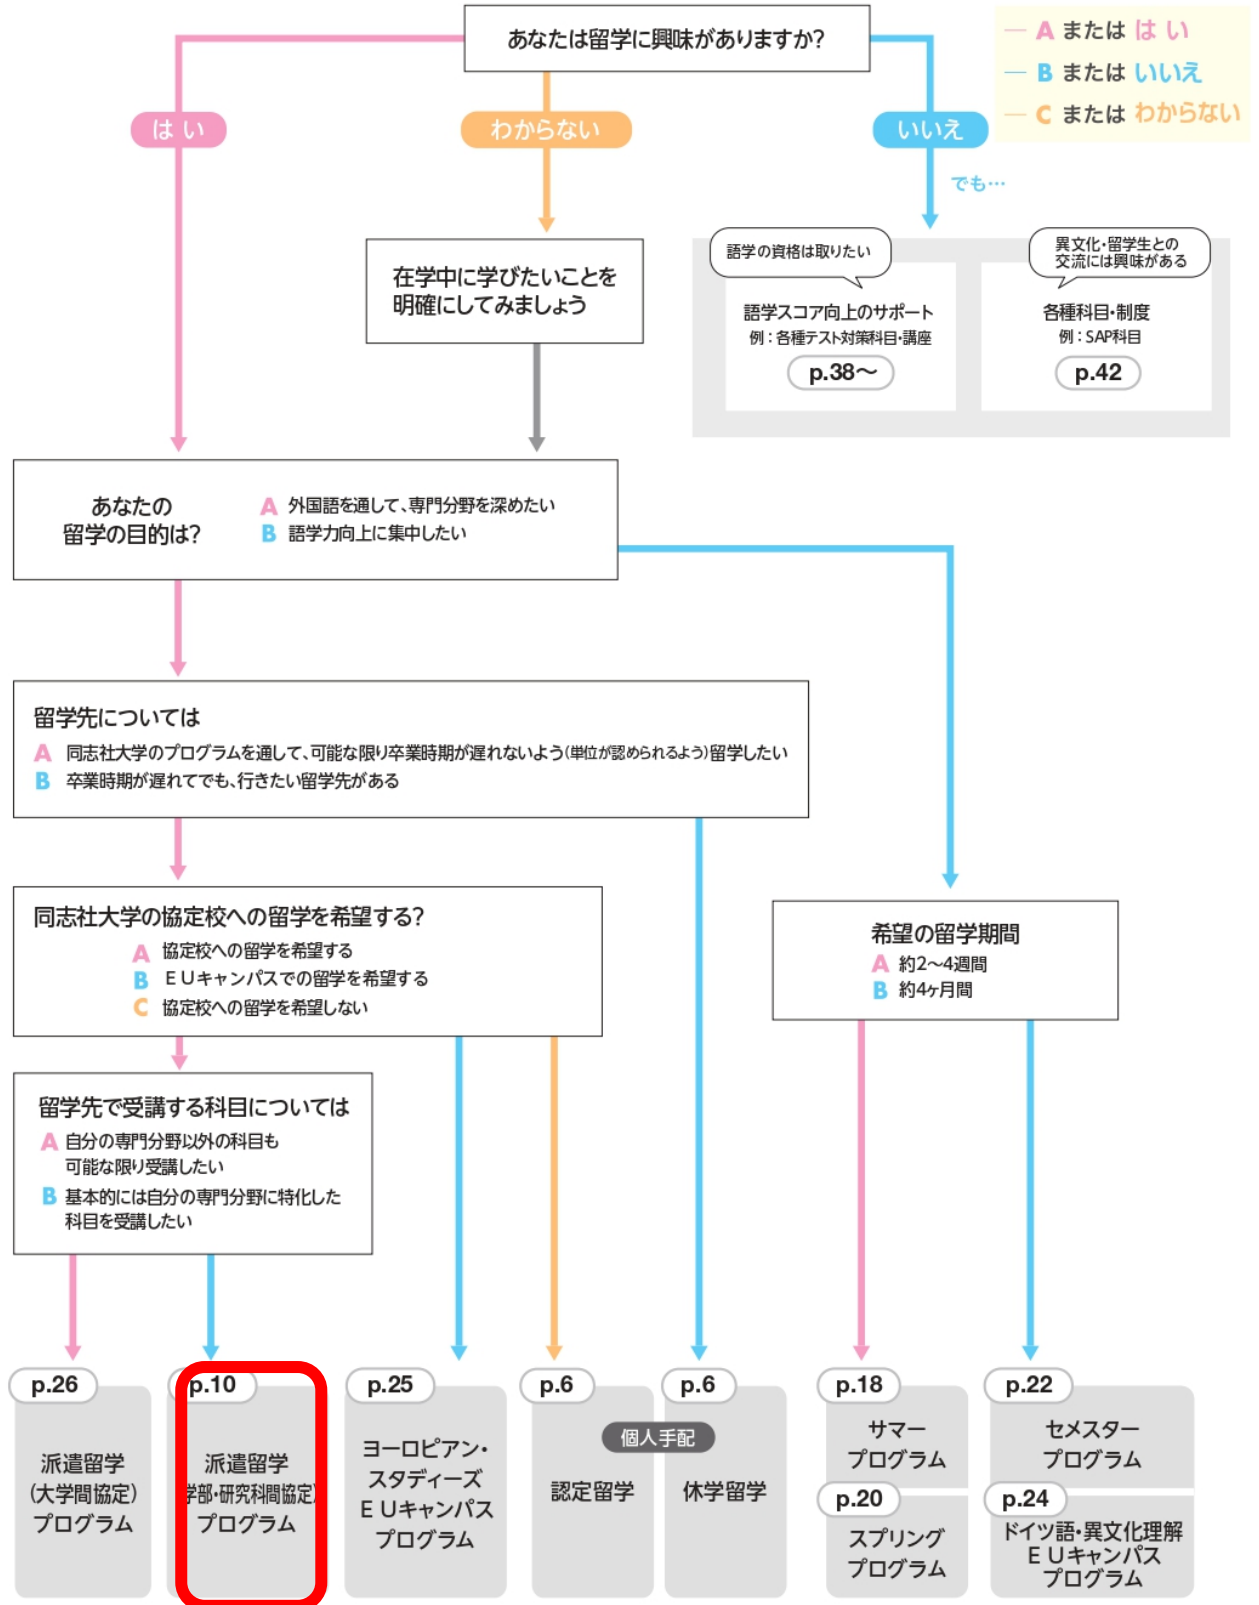 あなたは留学に興味がありますか?
A または はい
B または いいえ
C または わからない
はい
わからない
いいえ
でも…
在学中に学びたいことを
明確にしてみましょう
語学の資格は取りたい
語学スコア向上のサポート
例：各種テスト対策科目・講座
p.38〜
異文化・留学生との
交流には興味がある
各種科目・制度
例：SAP科目
p.42
あなたの
留学の目的は?
A 外国語を通して、専門分野を深めたい
B 語学力向上に集中したい
留学先については
A 同志社大学のプログラムを通して、可能な限り卒業時期が遅れないよう(単位が認められるよう)留学したい
B 卒業時期が遅れてでも、行きたい留学先がある
同志社大学の協定校への留学を希望する?
A 協定校への留学を希望する
B EUキャンパスでの留学を希望する
C 協定校への留学を希望しない
希望の留学期間
A 約2〜4週間
B 約4ヶ月間
留学先で受講する科目については
A 自分の専門分野以外の科目も
可能な限り受講したい
B 基本的には自分の専門分野に特化した
科目を受講したい
p.26
派遣留学
(大学間協定)
プログラム
p.10
派遣留学
学部・研究科間協定)
プログラム
p.25
ヨーロピアン・
スタディーズ
EUキャンパス
プログラム
p.6
認定留学
個人手配
p.6
休学留学
p.18
サマー
プログラム
p.20
スプリング
プログラム
p.22
セメスター
プログラム
p.24
ドイツ語・異文化理解
EUキャンパス
プログラム